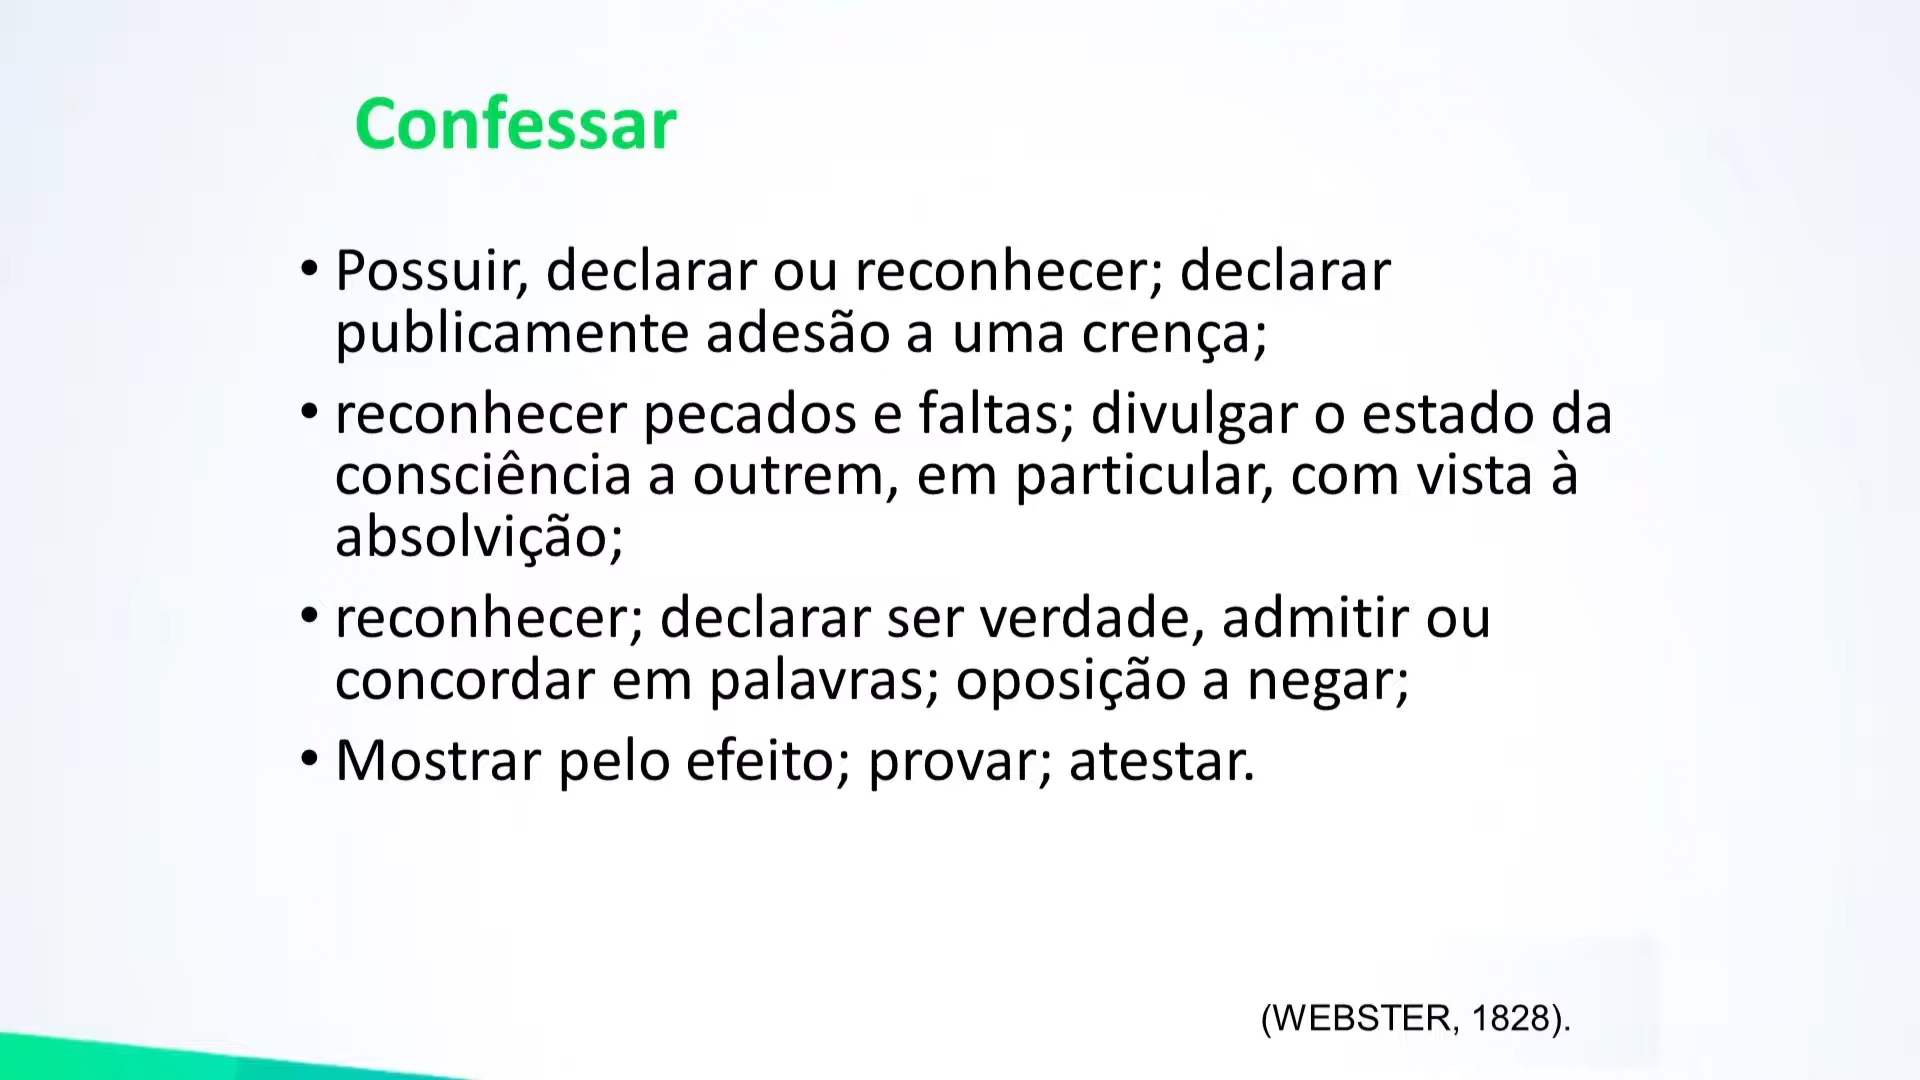 Confessar
• Possuir, declarar ou reconhecer; declarar
publicamente adesão a uma crença;
• reconhecer pecados e faltas; divulgar o estado da
consciência a outrem, em particular, com vista à
absolvição;
• reconhecer; declarar ser verdade, admitir ou
concordar em palavras; oposição a negar;
• Mostrar pelo efeito; provar; atestar.
(WEBSTER, 1828).